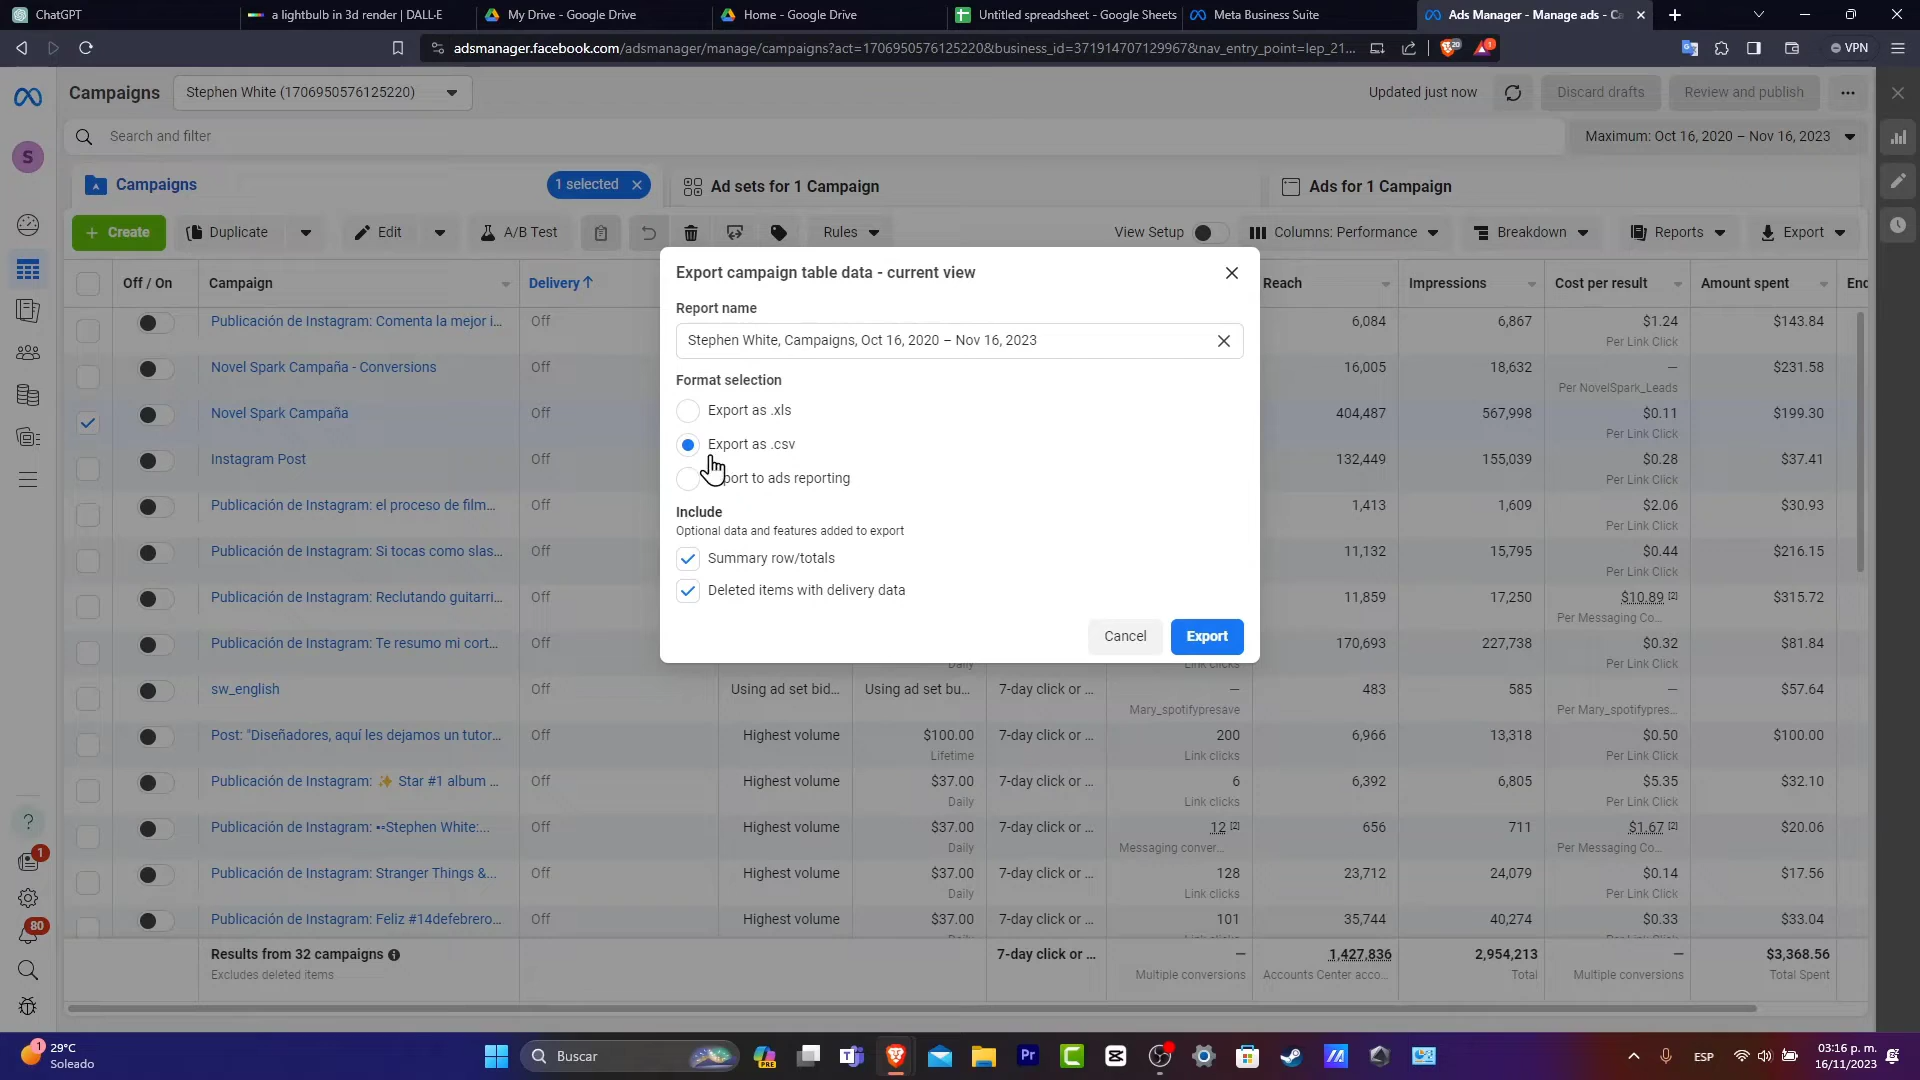 ChatGPT
a lightbulb in 3d render | DALL·E
My Drive - Google Drive
Home - Google Drive
Untitled spreadsheet - Google Sheets
Meta Business Suite
Ads Manager - Manage ads - Ca
adsmanager.facebook.com/adsmanager/manage/campaigns?act=1706950576125220&business_id=371914707129967&nav_entry_point=lep_21...
20
1
VPN
Campaigns
Stephen White (1706950576125220)
Updated just now
Discard drafts
Review and publish
Search and filter
Maximum: Oct 16, 2020 – Nov 16, 2023
S
Campaigns
1 selected
Ad sets for 1 Campaign
Ads for 1 Campaign
+ Create
Duplicate
Edit
A/B Test
Rules
View Setup
Columns: Performance
Breakdown
Reports
Export
Off / On
Campaign
Delivery ↑
Reach
Impressions
Cost per result
Amount spent
Publicación de Instagram: Comenta la mejor i...
Off
6,084
6,867
$1.24
Per Link Click
$143.84
Novel Spark Campaña - Conversions
Off
16,005
18,632
—
Per NovelSpark_Leads
$231.58
Novel Spark Campaña
Off
404,487
567,998
$0.11
Per Link Click
$199.30
Instagram Post
Off
132,449
155,039
$0.28
Per Link Click
$37.41
Publicación de Instagram: el proceso de film...
Off
1,413
1,609
$2.06
Per Link Click
$30.93
Publicación de Instagram: Si tocas como slas...
Off
11,132
15,795
$0.44
Per Link Click
$216.15
Publicación de Instagram: Reclutando guitarri...
Off
11,859
17,250
$10.89 [2]
Per Messaging Co...
$315.72
Publicación de Instagram: Te resumo mi cort...
Off
Daily
Link clicks
170,693
227,738
$0.32
Per Link Click
$81.84
sw_english
Off
Using ad set bid...
Using ad set bu...
7-day click or ...
—
Mary_spotifypresave
483
585
—
Per Mary_spotifypres...
$57.64
Post: "Diseñadores, aquí les dejamos un tutor...
Off
Highest volume
$100.00
Lifetime
7-day click or ...
200
Link clicks
6,966
13,318
$0.50
Per Link Click
$100.00
Publicación de Instagram: ✨ Star #1 album ...
Off
Highest volume
$37.00
Daily
7-day click or ...
6
Link clicks
6,392
6,805
$5.35
Per Link Click
$32.10
Publicación de Instagram: ••Stephen White:...
Off
Highest volume
$37.00
Daily
7-day click or ...
12 [2]
Messaging conver...
656
711
$1.67 [2]
Per Messaging Co...
$20.06
Publicación de Instagram: Stranger Things &...
Off
Highest volume
$37.00
Daily
7-day click or ...
128
Link clicks
23,712
24,079
$0.14
Per Link Click
$17.56
Publicación de Instagram: Feliz #14defebrero...
Off
Highest volume
$37.00
7-day click or ...
101
35,744
40,274
$0.33
$33.04
Results from 32 campaigns
Excludes deleted items
7-day click or ...
—
Multiple conversions
1,427,836
Accounts Center acco...
2,954,213
Total
—
Multiple conversions
$3,368.56
Total Spent
Export campaign table data - current view
Report name
Stephen White, Campaigns, Oct 16, 2020 – Nov 16, 2023
Format selection
Export as .xls
Export as .csv
port to ads reporting
Include
Optional data and features added to export
Summary row/totals
Deleted items with delivery data
Cancel
Export
?
1
80
1
29°C
Soleado
Buscar
PRE
Pr
ESP
03:16 p. m.
16/11/2023